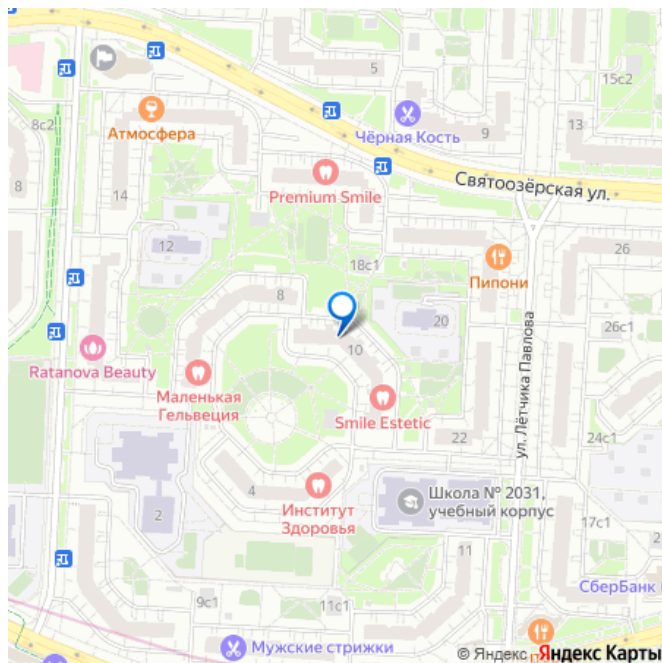 5
15с2
8с2
Атмосфера
Чёрная Кость
9
13
8
Premium Smile
Святоозёрская ул.
14
12
18с1
26
Пипони
8
20
26с1
Ratanova Beauty
10
ул. Лётчика Павлова
Маленькая
Гельвеция
Smile Estetic
22
24с1
4
Институт
Здоровья
Школа № 2031,
учебный корпус
2
17с1
11
СберБанк
9с1
11с1
Мужские стрижки
© Яндекс Яндекс Карты